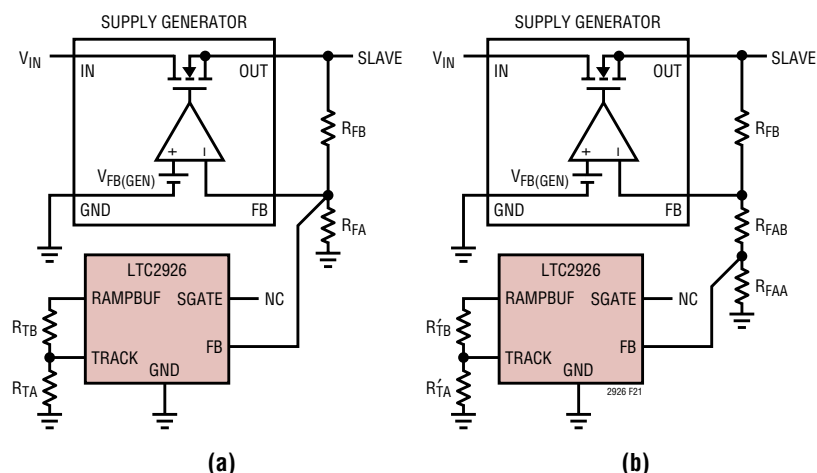 SUPPLY GENERATOR
V_IN
IN
OUT
SLAVE
R_FB
+
–
V_FB(GEN)
GND
FB
R_FA
LTC2926
RAMPBUF
SGATE
NC
R_TB
FB
TRACK
GND
R_TA
(a)
SUPPLY GENERATOR
V_IN
IN
OUT
SLAVE
R_FB
+
–
V_FB(GEN)
GND
FB
R_FAB
LTC2926
RAMPBUF
SGATE
NC
R_FAA
R′_TB
FB
TRACK
GND
R′_TA
2926 F21
(b)